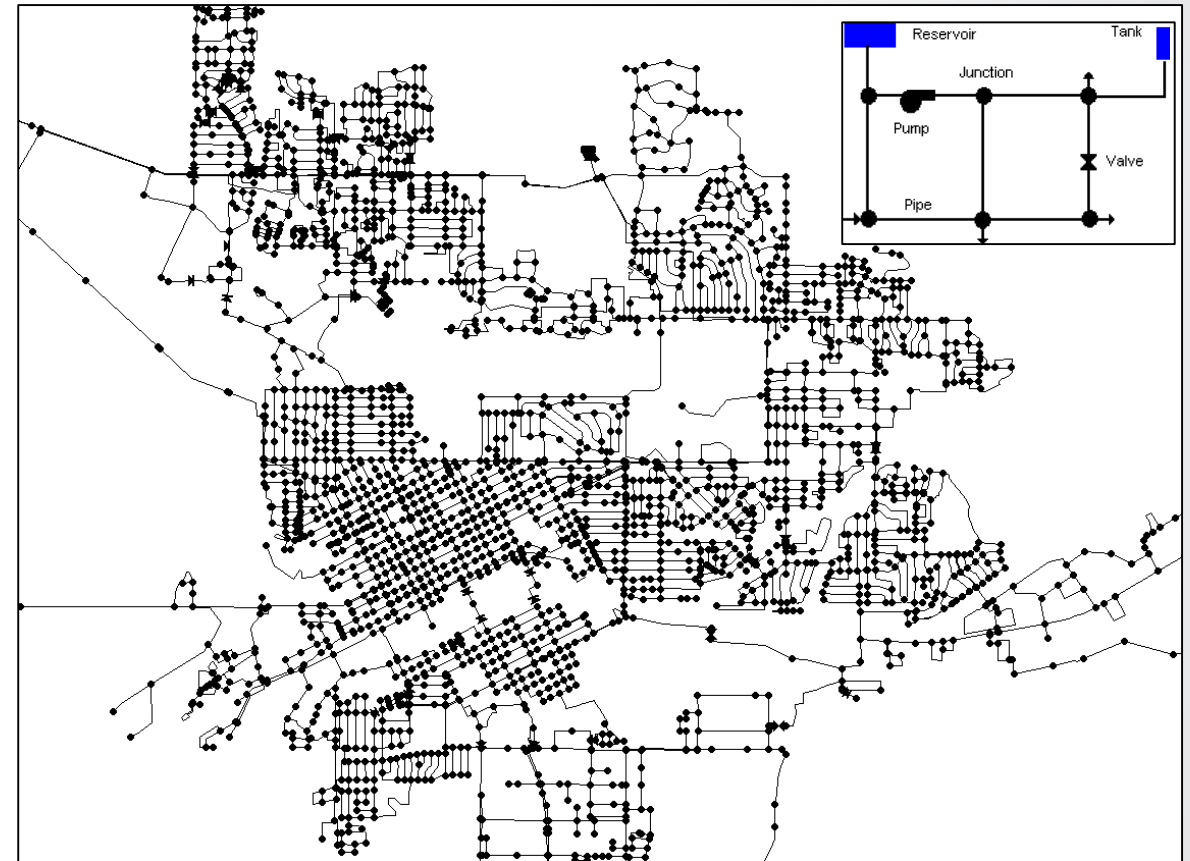 Reservoir
Tank
Junction
Pump
Valve
Pipe